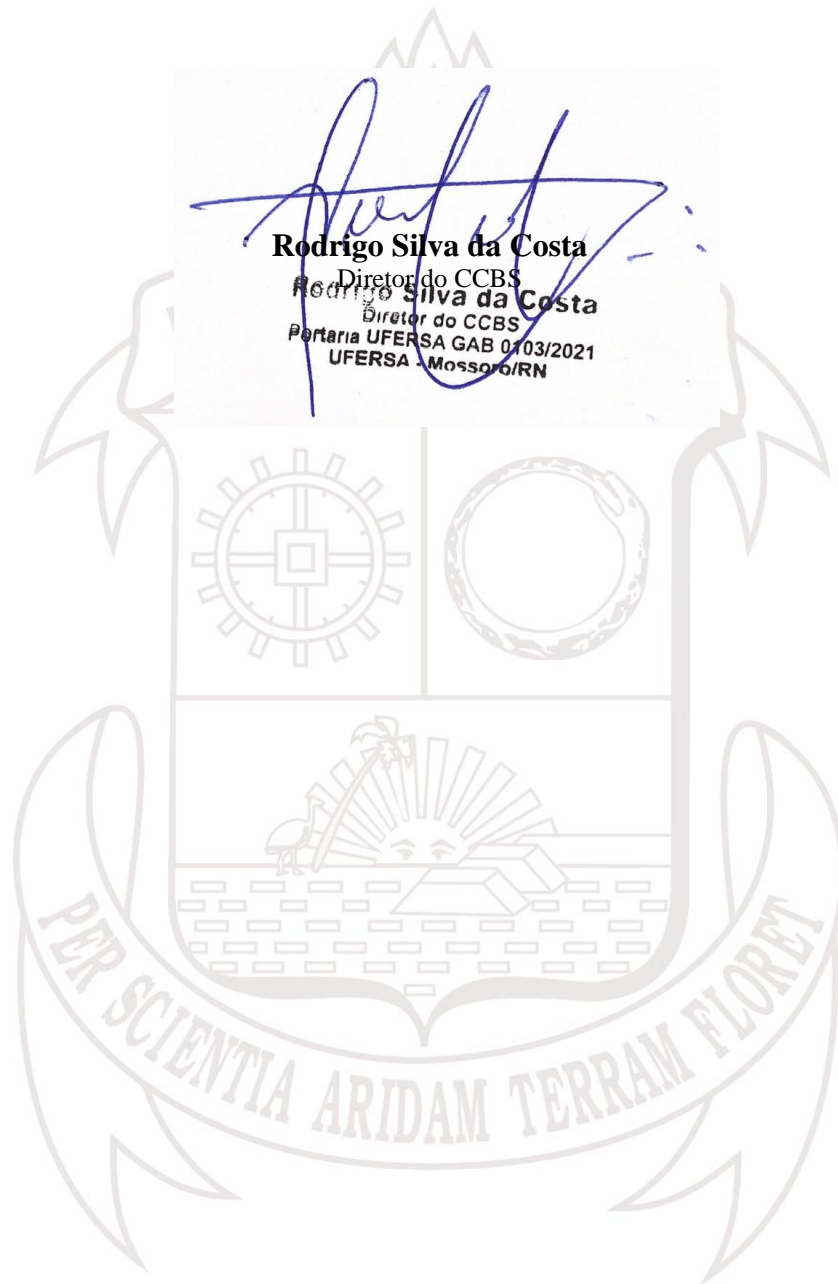 Rodrigo Silva da Costa
Diretor do CCBS
Rodrigo Silva da Costa
Diretor do CCBS
Portaria UFERSA GAB 0103/2021
UFERSA - Mossoro/RN
PER SCIENTIA ARIDAM TERRAM FLORET